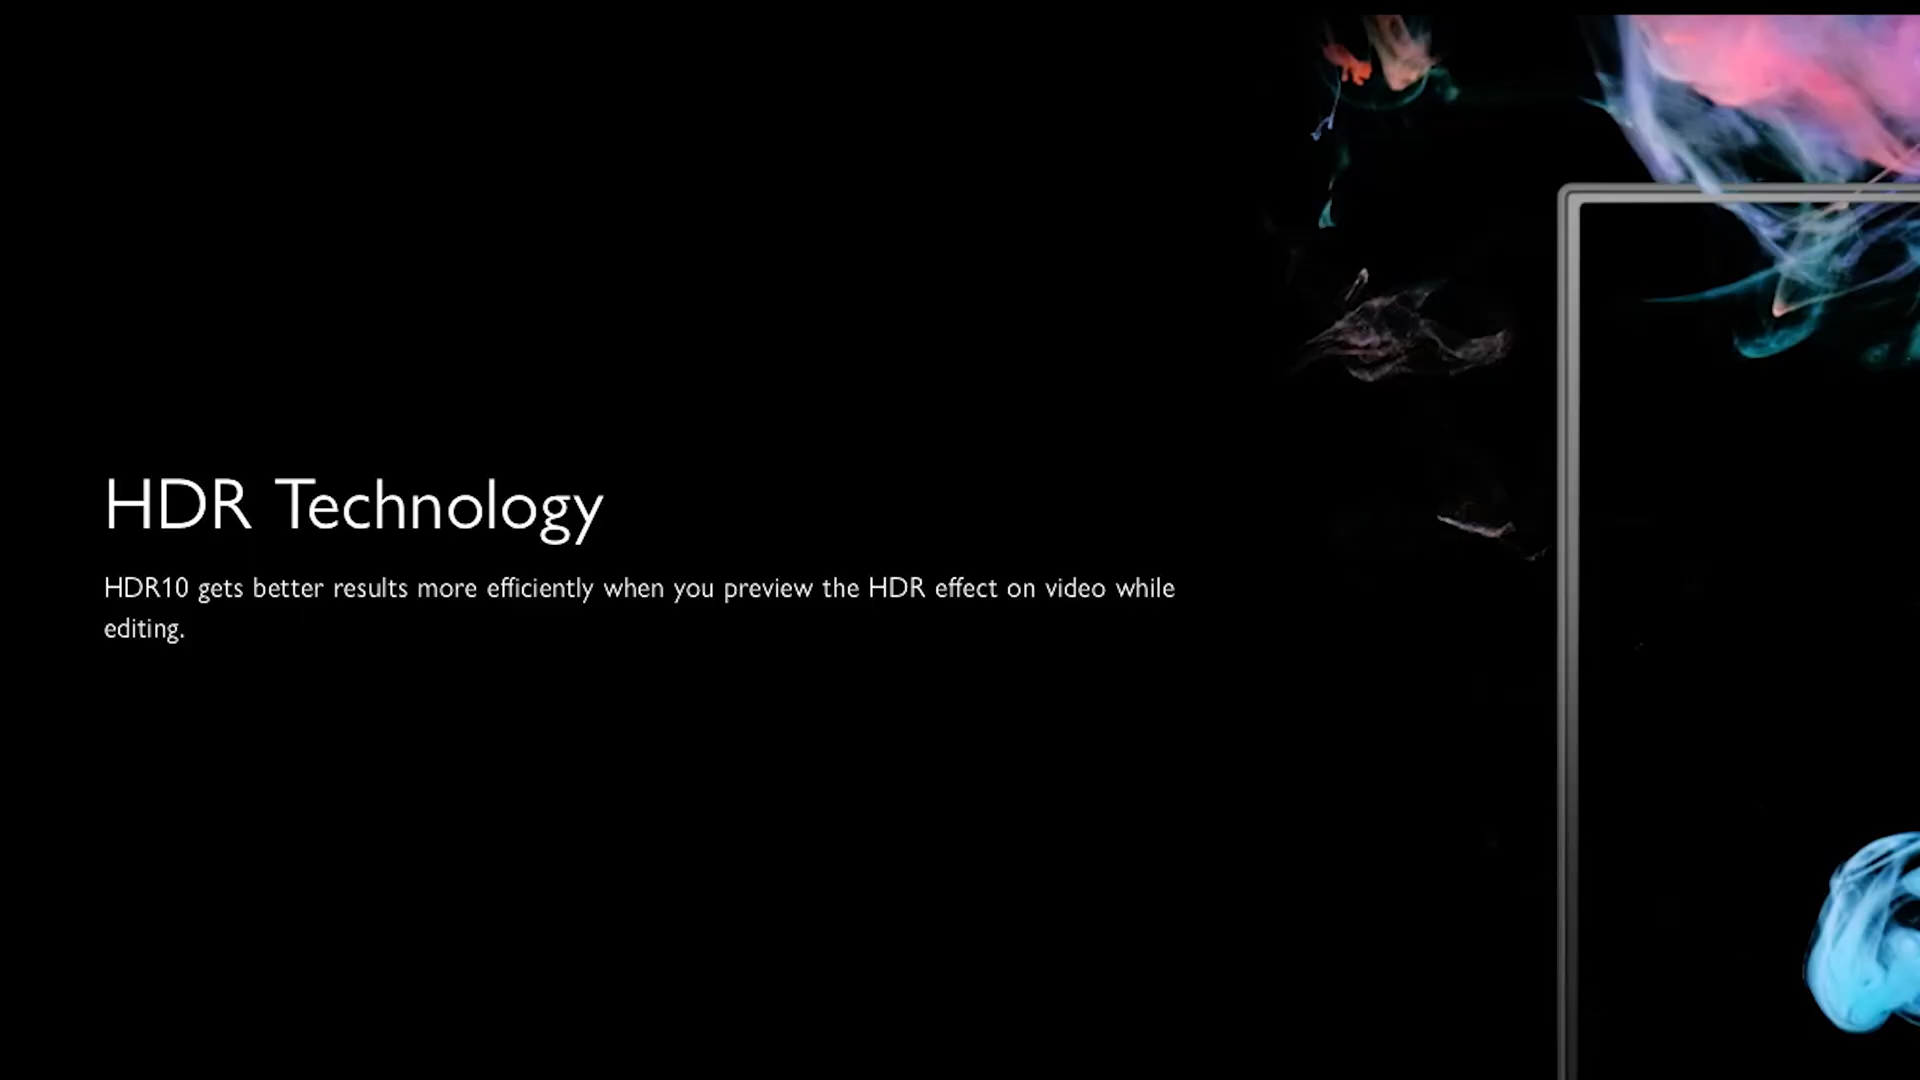 HDR Technology
HDR10 gets better results more efficiently when you preview the HDR effect on video while
editing.